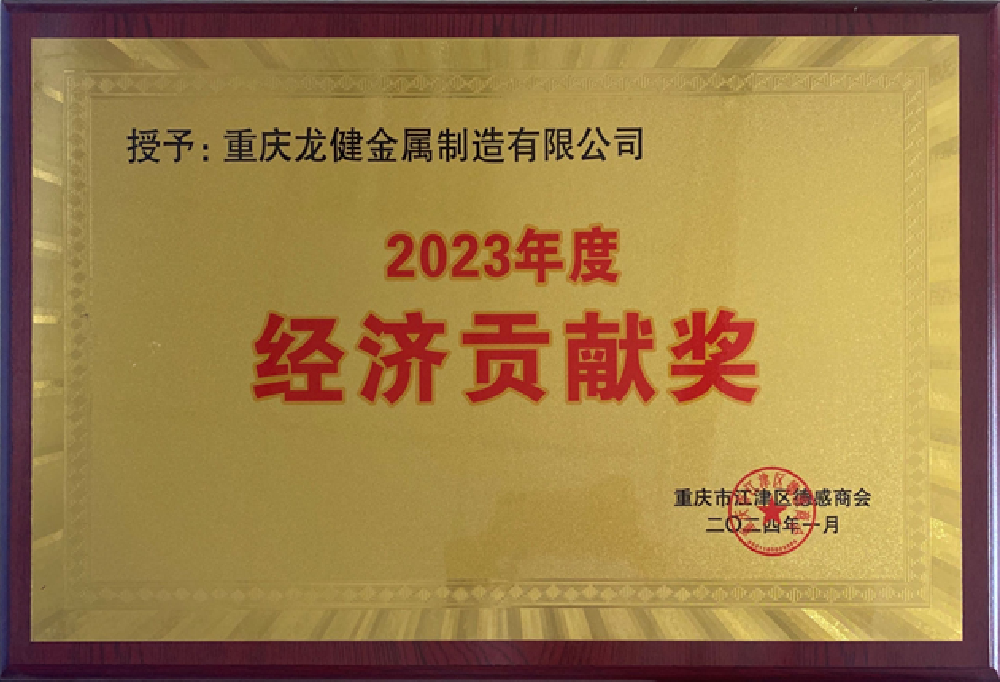 授予：重庆龙健金属制造有限公司
2023年度
经济贡献奖
重庆市江津区德感商会
二〇二四年一月